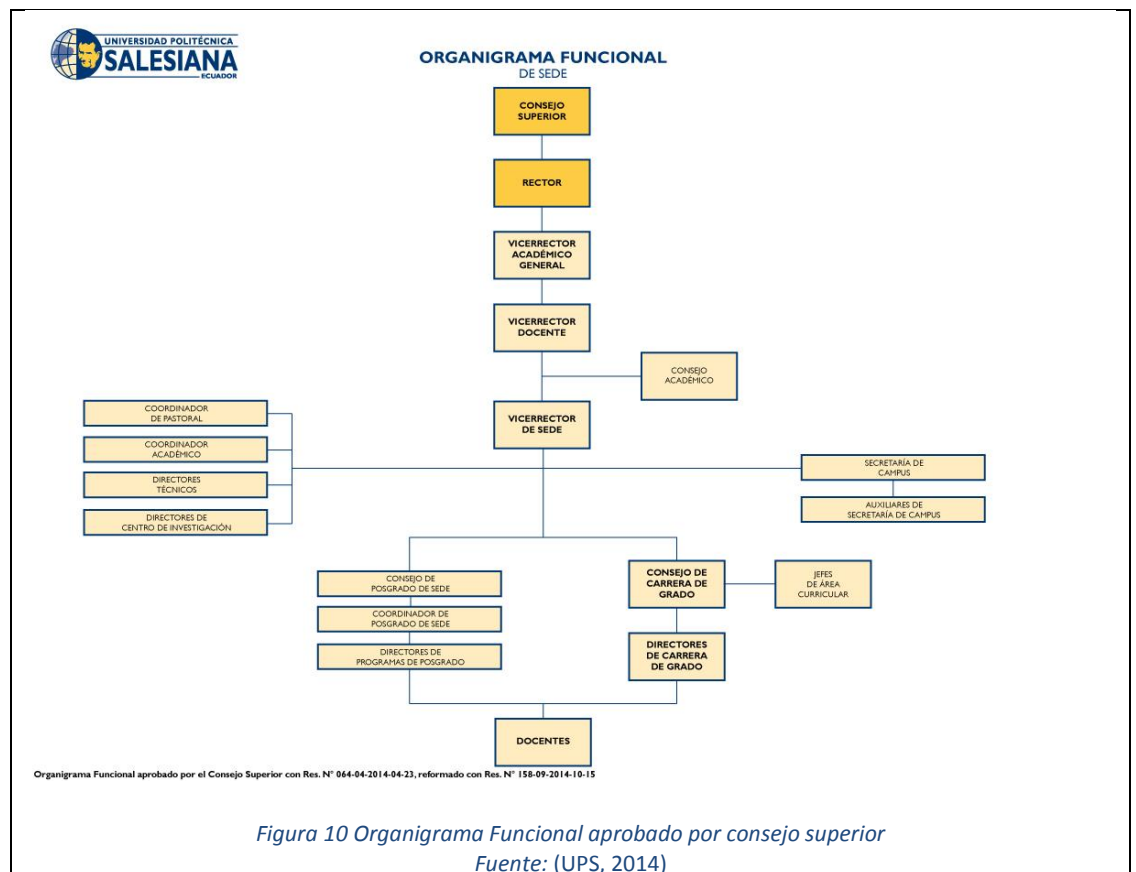 UNIVERSIDAD POLITÉCNICA
SALESIANA
ECUADOR
ORGANIGRAMA FUNCIONAL
DE SEDE
CONSEJO
SUPERIOR
RECTOR
VICERRECTOR
ACADÉMICO
GENERAL
VICERRECTOR
DOCENTE
CONSEJO
ACADÉMICO
VICERRECTOR
DE SEDE
COORDINADOR
DE PASTORAL
COORDINADOR
ACADÉMICO
DIRECTORES
TÉCNICOS
DIRECTORES DE
CENTRO DE INVESTIGACIÓN
SECRETARÍA DE
CAMPUS
AUXILIARES DE
SECRETARÍA DE CAMPUS
CONSEJO DE
POSGRADO DE SEDE
COORDINADOR DE
POSGRADO DE SEDE
DIRECTORES DE
PROGRAMAS DE POSGRADO
CONSEJO DE
CARRERA DE
GRADO
JEFES
DE ÁREA
CURRICULAR
DIRECTORES
DE CARRERA
DE GRADO
DOCENTES
Organigrama Funcional aprobado por el Consejo Superior con Res. N° 064-04-2014-04-23, reformado con Res. N° 158-09-2014-10-15
Figura 10 Organigrama Funcional aprobado por consejo superior
Fuente: (UPS, 2014)